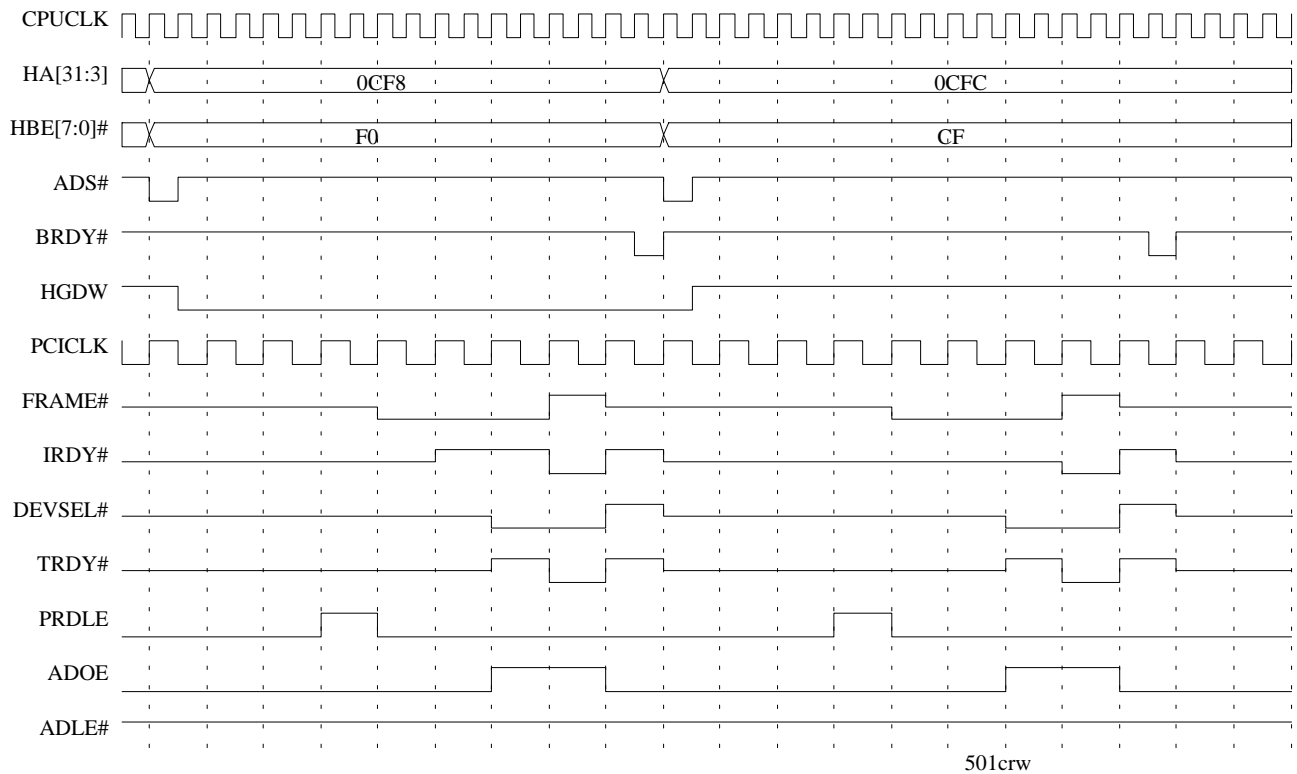 CPUCLK
HA[31:3] 0CF8 0CFC
HBE[7:0]# F0 CF
ADS#
BRDY#
HGDW
PCICLK
FRAME#
IRDY#
DEVSEL#
TRDY#
PRDLE
ADOE
ADLE#
501crw